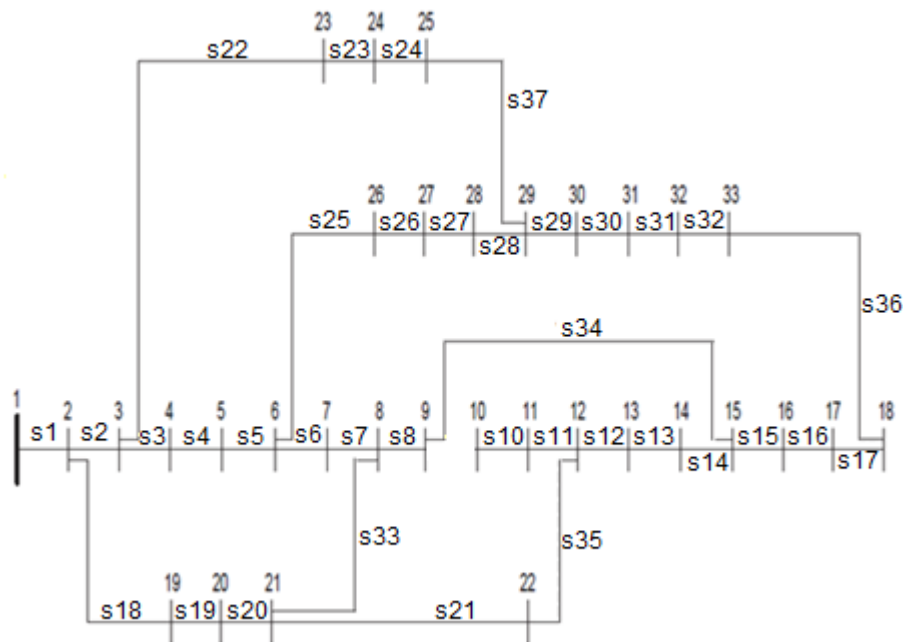 23 24 25
s22 s23 s24
s37
26 27 28 29 30 31 32 33
s25 s26 s27 s28 s29 s30 s31 s32
s36
s34
1 2 3 4 5 6 7 8 9 10 11 12 13 14 15 16 17 18
s1 s2 s3 s4 s5 s6 s7 s8 s10 s11 s12 s13 s14 s15 s16 s17
s33 s35
19 20 21 22
s18 s19 s20 s21